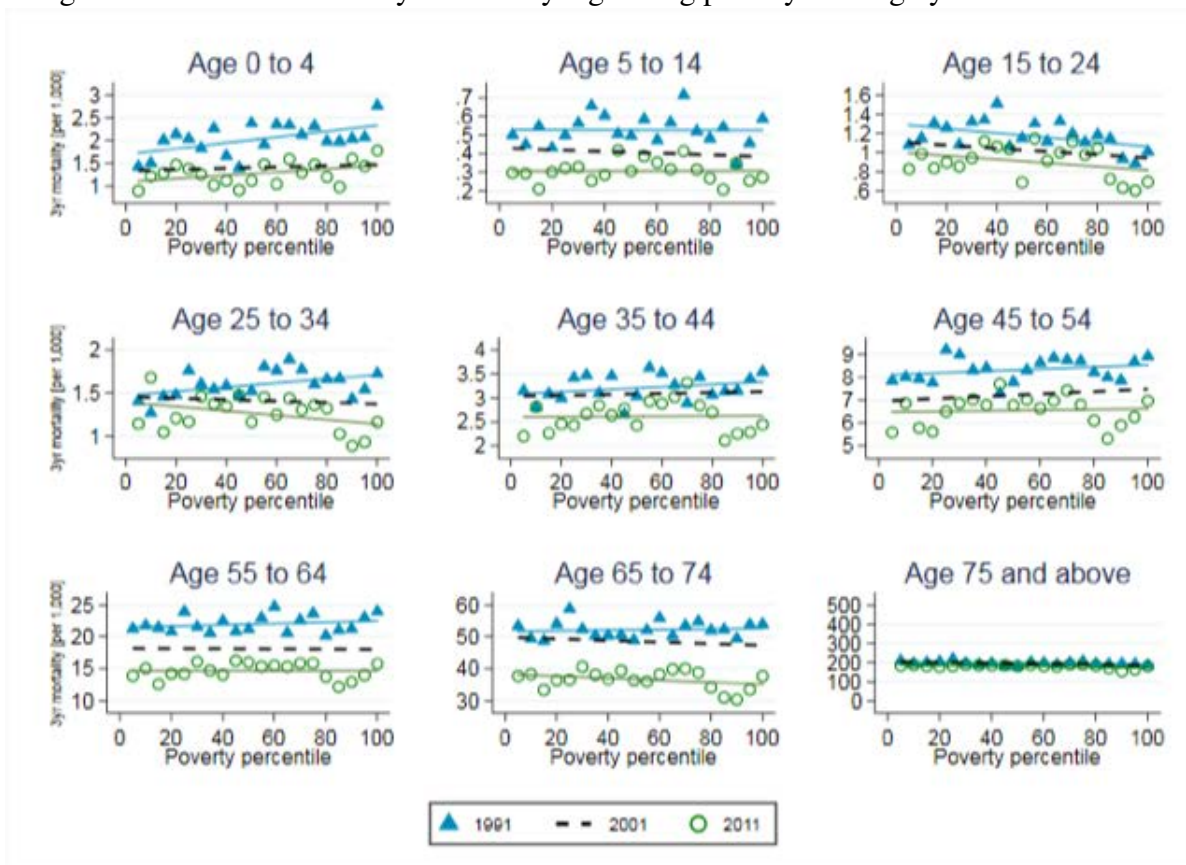 Age 0 to 4
3yr mortality [per 1,000]
3
2.5
2
1.5
1
0 20 40 60 80 100
Poverty percentile
Age 5 to 14
.7
.6
.5
.4
.3
.2
0 20 40 60 80 100
Poverty percentile
Age 15 to 24
1.6
1.4
1.2
1
.8
.6
0 20 40 60 80 100
Poverty percentile
Age 25 to 34
3yr mortality [per 1,000]
2
1.5
1
0 20 40 60 80 100
Poverty percentile
Age 35 to 44
4
3.5
3
2.5
2
0 20 40 60 80 100
Poverty percentile
Age 45 to 54
9
8
7
6
5
0 20 40 60 80 100
Poverty percentile
Age 55 to 64
3yr mortality [per 1,000]
25
20
15
10
0 20 40 60 80 100
Poverty percentile
Age 65 to 74
60
50
40
30
0 20 40 60 80 100
Poverty percentile
Age 75 and above
500
400
300
200
100
0
0 20 40 60 80 100
Poverty percentile
1991 2001 2011